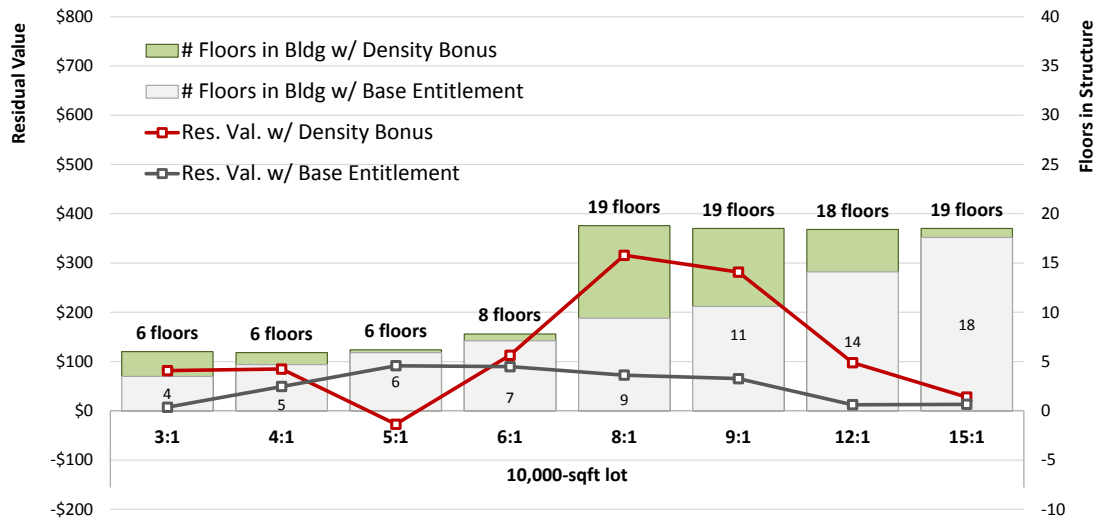 Residual Value
Floors in Structure
$800
$700
$600
$500
$400
$300
$200
$100
$0
-$100
-$200
40
35
30
25
20
15
10
5
0
-5
-10
# Floors in Bldg w/ Density Bonus
# Floors in Bldg w/ Base Entitlement
Res. Val. w/ Density Bonus
Res. Val. w/ Base Entitlement
6 floors
6 floors
6 floors
8 floors
19 floors
19 floors
18 floors
19 floors
4
5
6
7
9
11
14
18
3:1
4:1
5:1
6:1
8:1
9:1
12:1
15:1
10,000-sqft lot